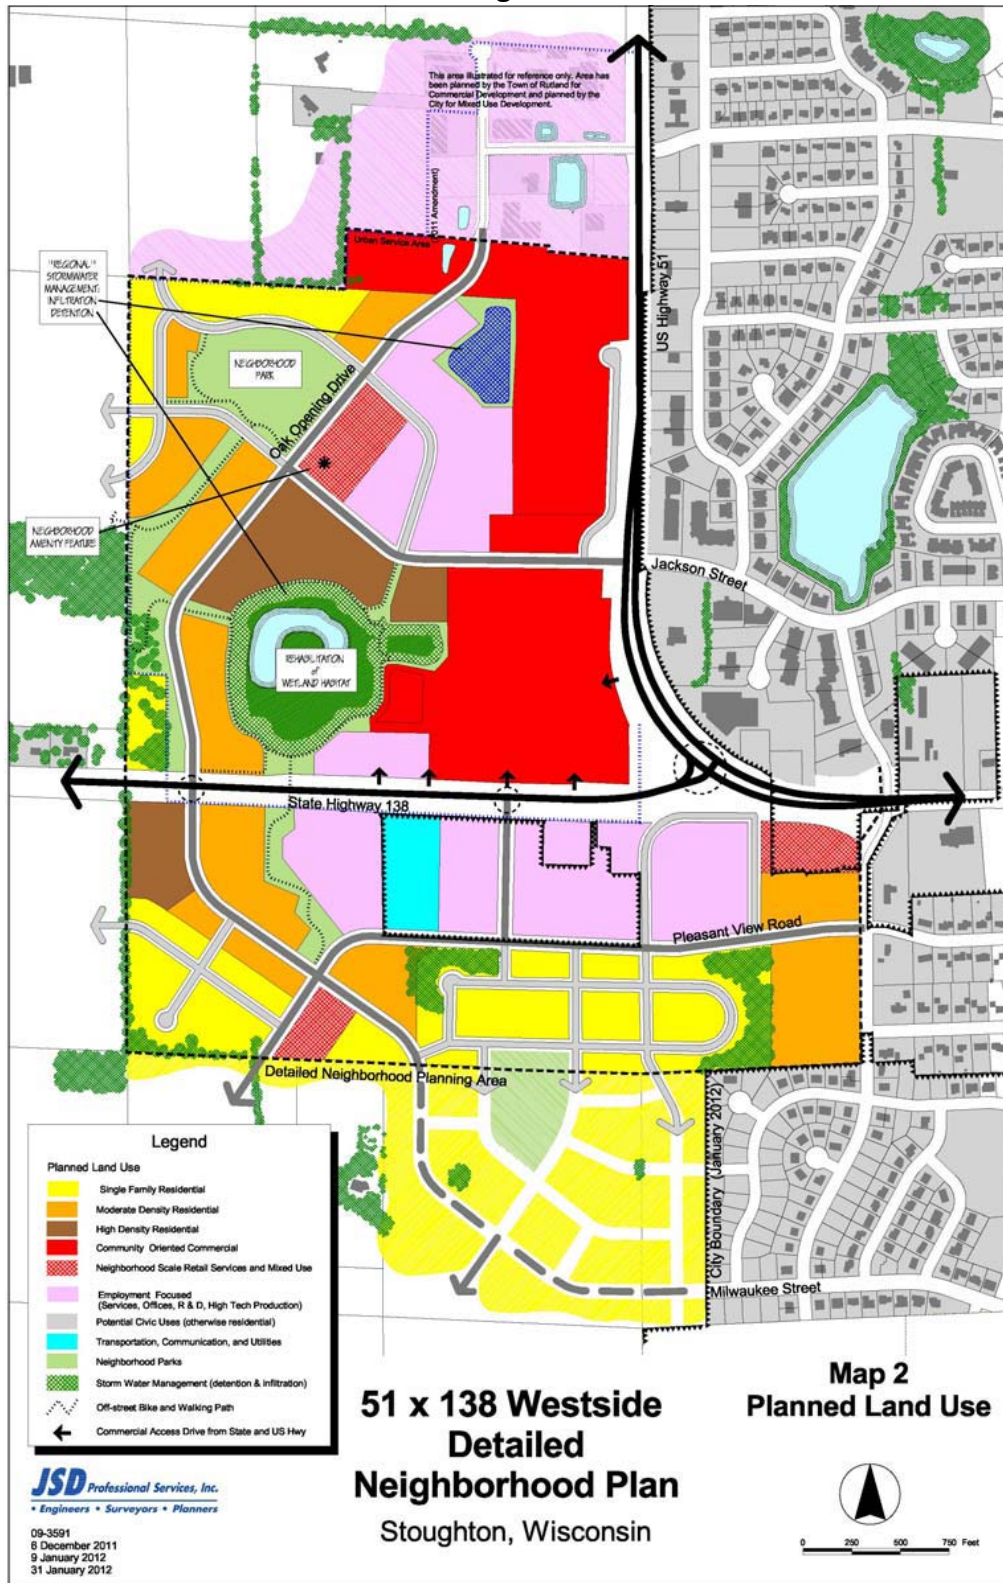 This area illustrated for reference only. Area has
been planned by the Town of Rutland for
Commercial Development and planned by the
City for Mixed Use Development.
2011 Amendment)
Urban Service Area
"REGIONAL"
STORMWATER
MANAGEMENT:
INFILTRATION
DETENTION
US Highway 51
NEIGHBORHOOD
PARK
Oak Opening Drive
NEIGHBORHOOD
AMENITY FEATURE
Jackson Street
REHABILITATION
of
WETLAND HABITAT
State Highway 138
Pleasant View Road
Detailed Neighborhood Planning Area
City Boundary (January 2012)
Milwaukee Street
Legend
Planned Land Use
Single Family Residential
Moderate Density Residential
High Density Residential
Community Oriented Commercial
Neighborhood Scale Retail Services and Mixed Use
Employment Focused
(Services, Offices, R & D, High Tech Production)
Potential Civic Uses (otherwise residential)
Transportation, Communication, and Utilities
Neighborhood Parks
Storm Water Management (detention & infiltration)
Off-street Bike and Walking Path
Commercial Access Drive from State and US Hwy
51 x 138 Westside
Detailed
Neighborhood Plan
Stoughton, Wisconsin
Map 2
Planned Land Use
JSD Professional Services, Inc.
• Engineers • Surveyors • Planners
09-3591
6 December 2011
9 January 2012
31 January 2012
0 250 500 750 Feet